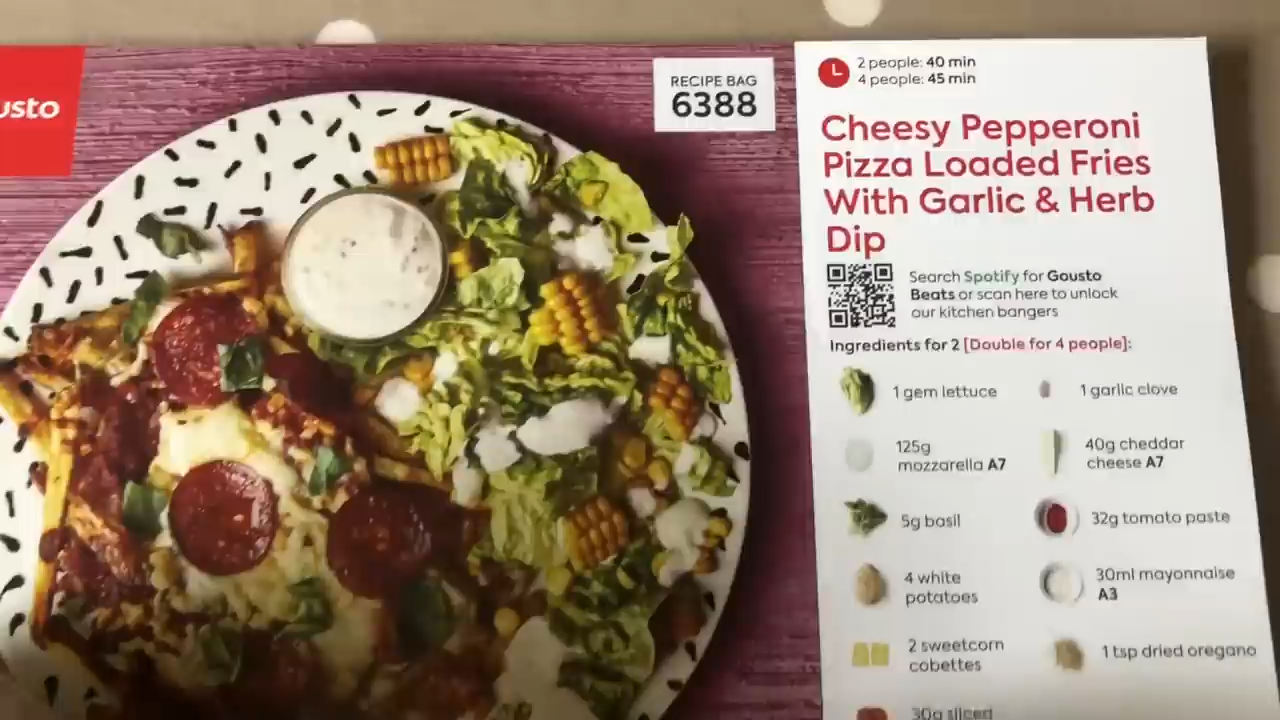 usto
RECIPE BAG
6388
2 people: 40 min
4 people: 45 min
Cheesy Pepperoni
Pizza Loaded Fries
With Garlic & Herb
Dip
Search Spotify for Gousto
Beats or scan here to unlock
our kitchen bangers
Ingredients for 2 [Double for 4 people]:
1 gem lettuce
1 garlic clove
125g
mozzarella A7
40g cheddar
cheese A7
5g basil
32g tomato paste
4 white
potatoes
30ml mayonnaise
A3
2 sweetcorn
cobettes
1 tsp dried oregano
30g sliced